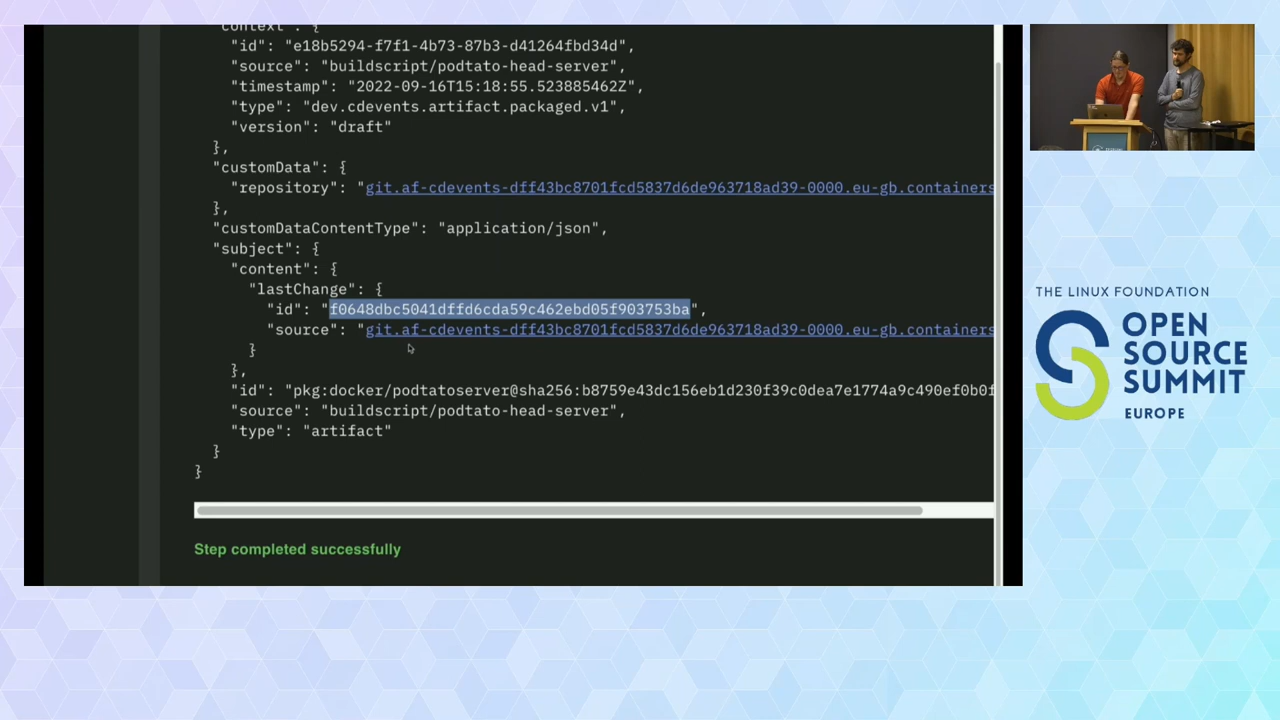 "context": {
"id": "e18b5294-f7f1-4b73-87b3-d41264fbd34d",
"source": "buildscript/podtato-head-server",
"timestamp": "2022-09-16T15:18:55.523885462Z",
"type": "dev.cdevents.artifact.packaged.v1",
"version": "draft"
},
"customData": {
"repository": "git.af-cdevents-dff43bc8701fcd5837d6de963718ad39-0000.eu-gb.containers
},
"customDataContentType": "application/json",
"subject": {
"content": {
"lastChange": {
"id": "f0648dbc5041dffd6cda59c462ebd05f903753ba",
"source": "git.af-cdevents-dff43bc8701fcd5837d6de963718ad39-0000.eu-gb.containers
}
},
"id": "pkg:docker/podtatoserver@sha256:b8759e43dc156eb1d230f39c0dea7e1774a9c490ef0b0f
"source": "buildscript/podtato-head-server",
"type": "artifact"
}
}
Step completed successfully
THE LINUX FOUNDATION
OPEN
SOURCE
SUMMIT
EUROPE